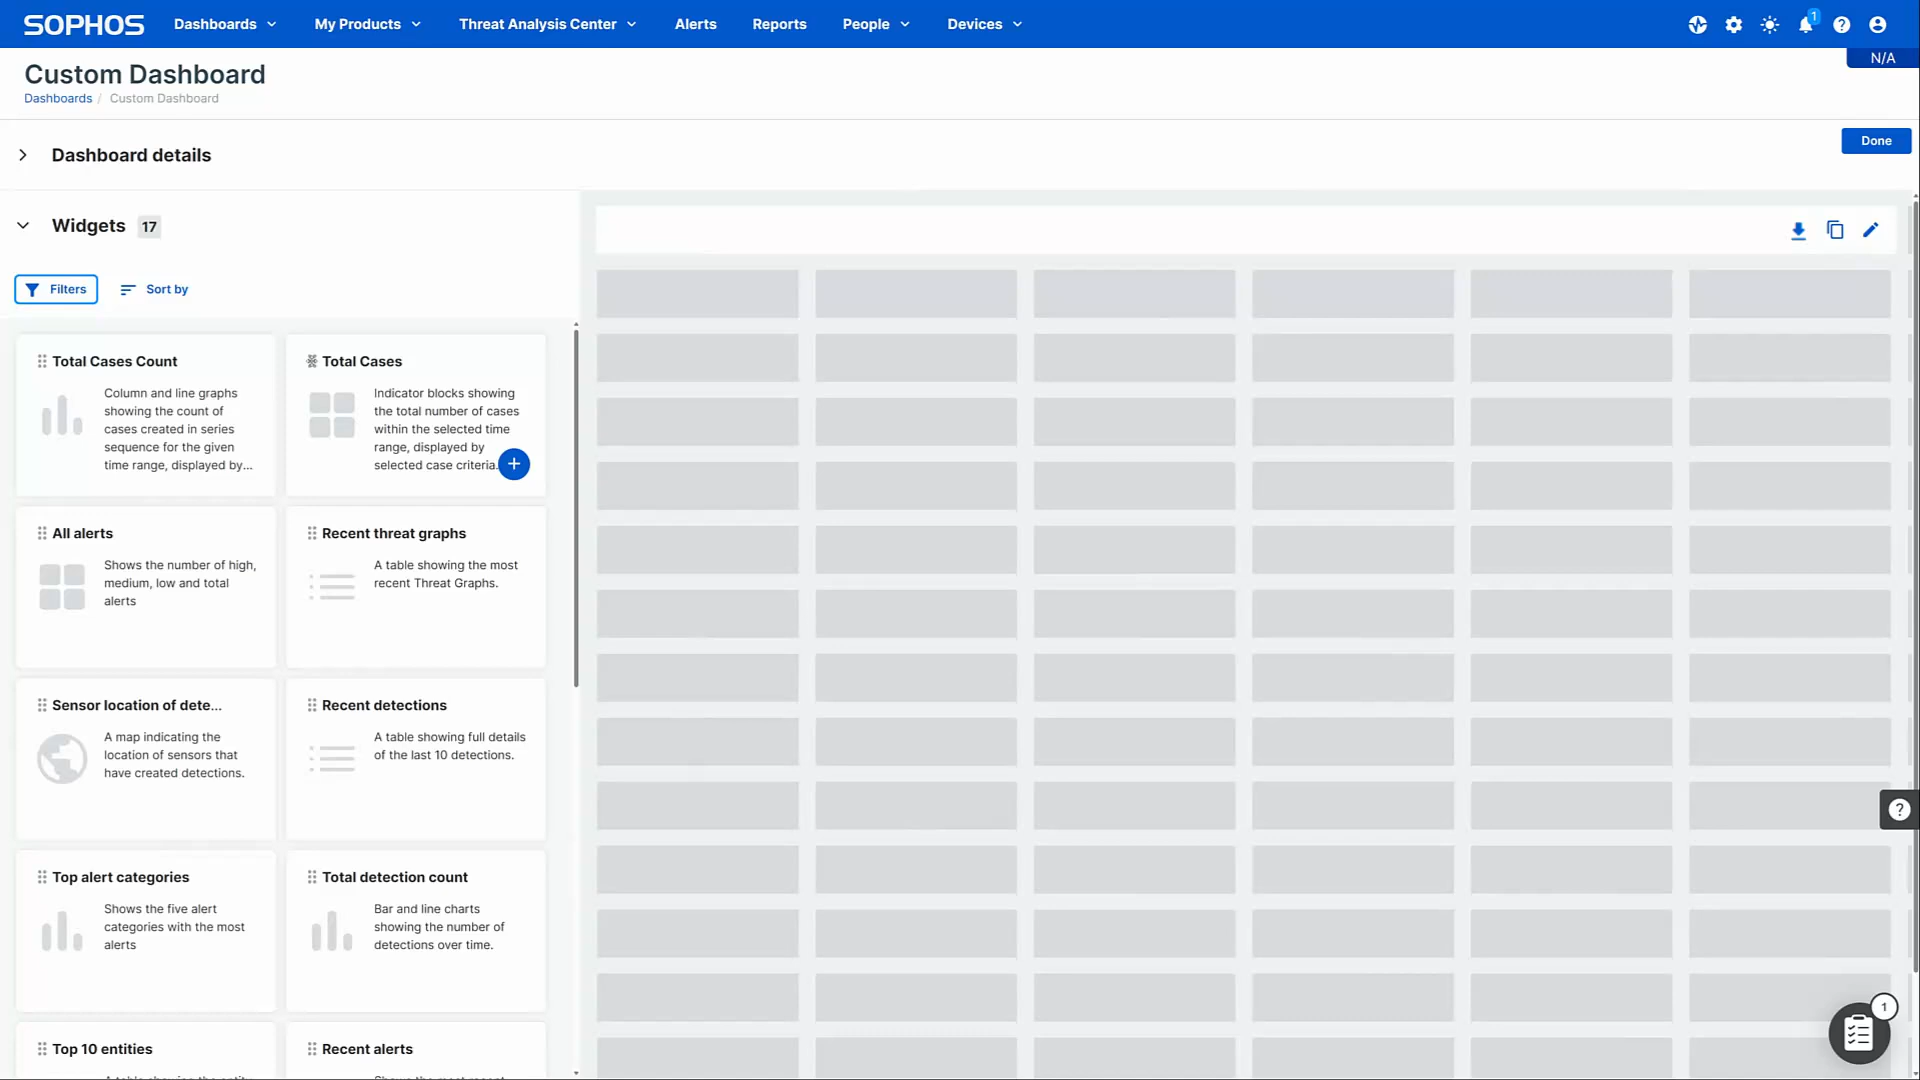 SOPHOS Dashboards My Products Threat Analysis Center Alerts Reports People Devices 1
N/A
Custom Dashboard
Dashboards / Custom Dashboard
Dashboard details
Done
Widgets 17
Filters Sort by
Total Cases Count
Column and line graphs
showing the count of
cases created in series
sequence for the given
time range, displayed by...
Total Cases
Indicator blocks showing
the total number of cases
within the selected time
range, displayed by
selected case criteria.
All alerts
Shows the number of high,
medium, low and total
alerts
Recent threat graphs
A table showing the most
recent Threat Graphs.
Sensor location of dete...
A map indicating the
location of sensors that
have created detections.
Recent detections
A table showing full details
of the last 10 detections.
Top alert categories
Shows the five alert
categories with the most
alerts
Total detection count
Bar and line charts
showing the number of
detections over time.
Top 10 entities
Recent alerts
1